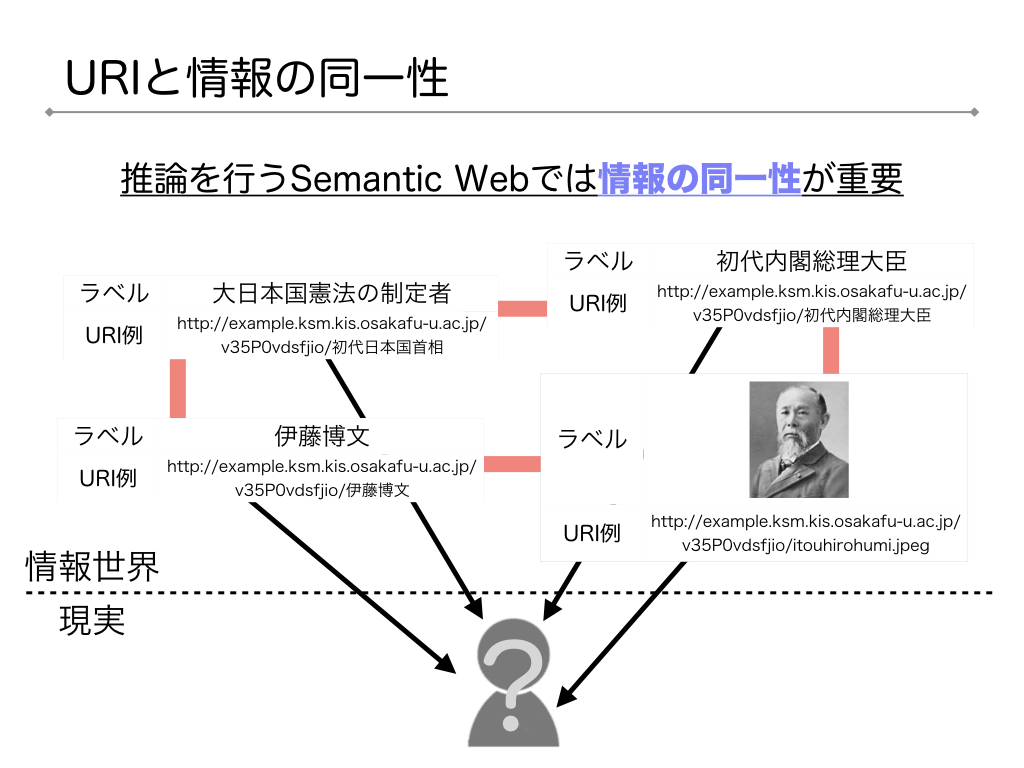 URIと情報の同一性
推論を行うSemantic Webでは情報の同一性が重要
ラベル
大日本国憲法の制定者
URI例
http://example.ksm.kis.osakafu-u.ac.jp/
v35P0vdsfjio/初代日本国首相
ラベル
初代内閣総理大臣
URI例
http://example.ksm.kis.osakafu-u.ac.jp/
v35P0vdsfjio/初代内閣総理大臣
ラベル
伊藤博文
URI例
http://example.ksm.kis.osakafu-u.ac.jp/
v35P0vdsfjio/伊藤博文
ラベル
URI例
http://example.ksm.kis.osakafu-u.ac.jp/
v35P0vdsfjio/itouhirohumi.jpeg
情報世界
現実
?